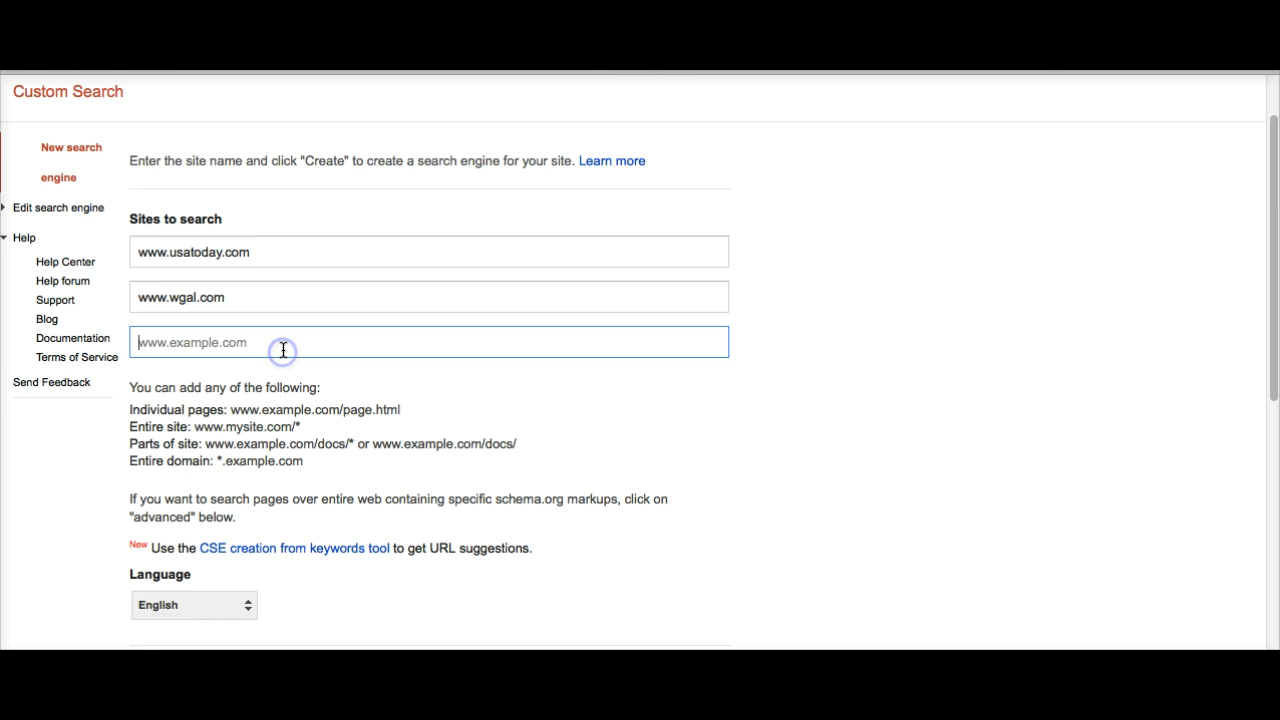 Custom Search
New search
engine
Edit search engine
Help
Help Center
Help forum
Support
Blog
Documentation
Terms of Service
Send Feedback
Enter the site name and click "Create" to create a search engine for your site. Learn more
Sites to search
www.usatoday.com
www.wgal.com
www.example.com
You can add any of the following:
Individual pages: www.example.com/page.html
Entire site: www.mysite.com/*
Parts of site: www.example.com/docs/* or www.example.com/docs/
Entire domain: *.example.com
If you want to search pages over entire web containing specific schema.org markups, click on
"advanced" below.
New Use the CSE creation from keywords tool to get URL suggestions.
Language
English